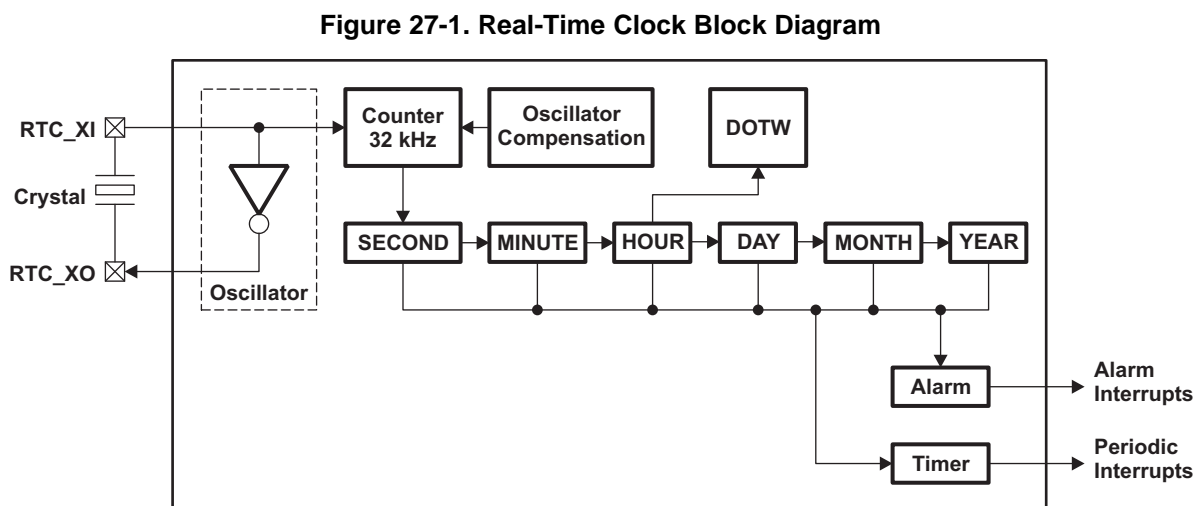 Figure 27-1. Real-Time Clock Block Diagram
RTC_XI
Crystal
RTC_XO
Oscillator
Counter
32 kHz
Oscillator
Compensation
DOTW
SECOND
MINUTE
HOUR
DAY
MONTH
YEAR
Alarm
Alarm
Interrupts
Timer
Periodic
Interrupts